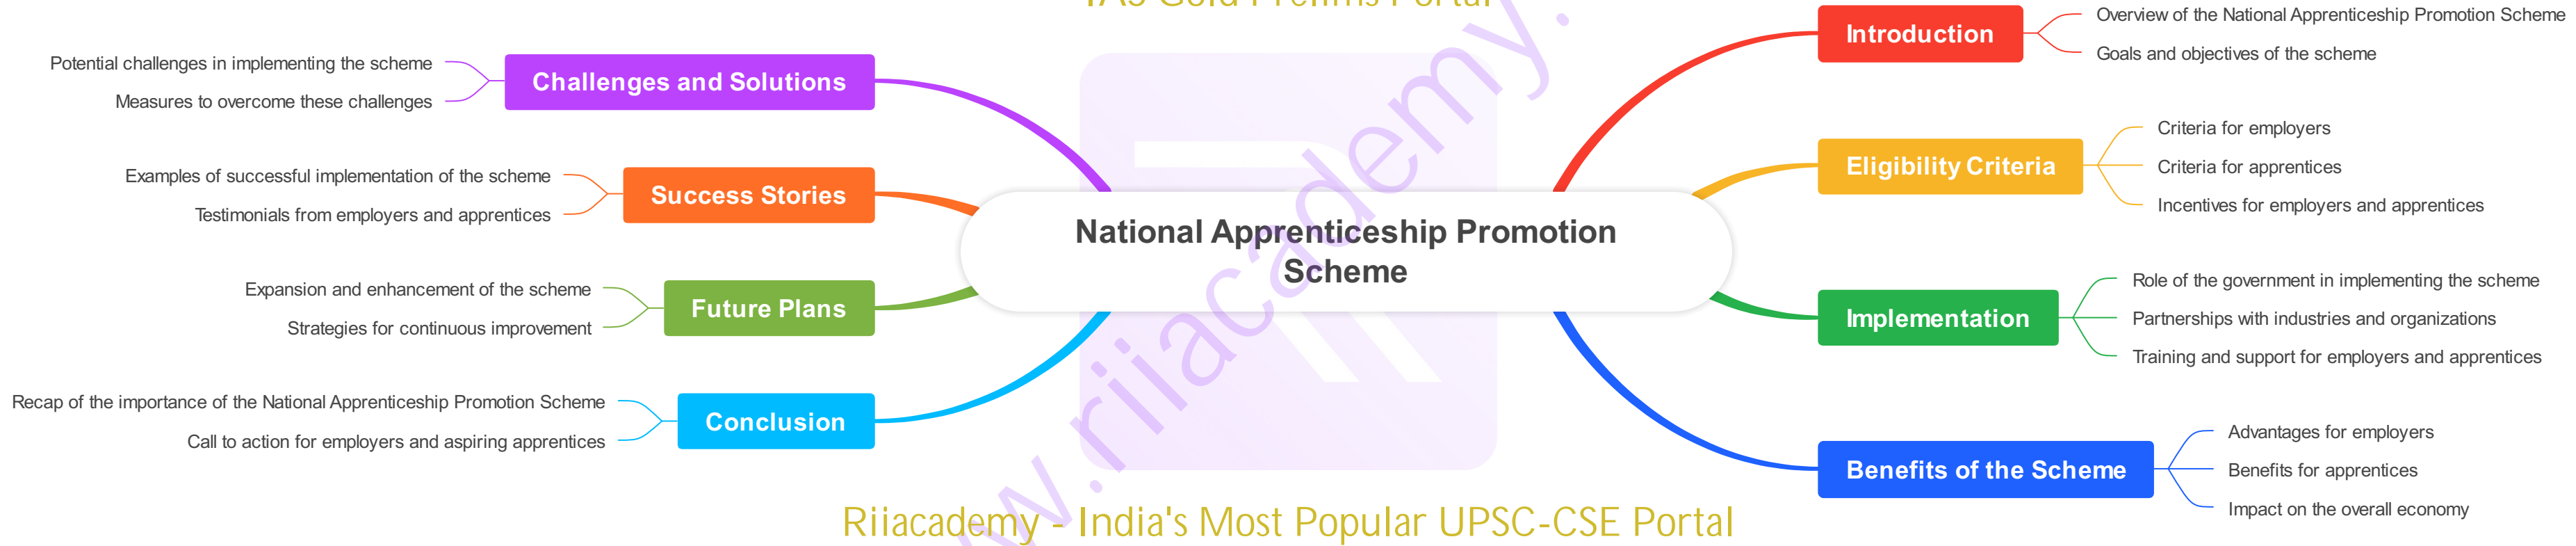 IAS Gold Prelims Portal
National Apprenticeship Promotion
Scheme
Introduction
Overview of the National Apprenticeship Promotion Scheme
Goals and objectives of the scheme
Eligibility Criteria
Criteria for employers
Criteria for apprentices
Incentives for employers and apprentices
Implementation
Role of the government in implementing the scheme
Partnerships with industries and organizations
Training and support for employers and apprentices
Benefits of the Scheme
Advantages for employers
Benefits for apprentices
Impact on the overall economy
Challenges and Solutions
Potential challenges in implementing the scheme
Measures to overcome these challenges
Success Stories
Examples of successful implementation of the scheme
Testimonials from employers and apprentices
Future Plans
Expansion and enhancement of the scheme
Strategies for continuous improvement
Conclusion
Recap of the importance of the National Apprenticeship Promotion Scheme
Call to action for employers and aspiring apprentices
w.riiacademy.
Riiacademy - India's Most Popular UPSC-CSE Portal